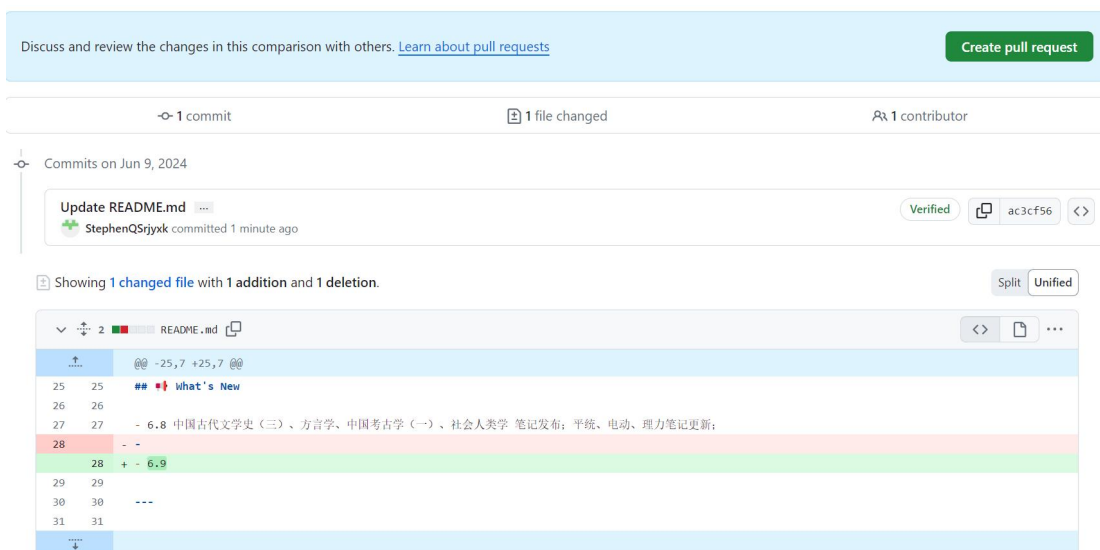 Discuss and review the changes in this comparison with others. Learn about pull requests
Create pull request
1 commit
1 file changed
1 contributor
Commits on Jun 9, 2024
Update README.md ...
Verified
ac3cf56
StephenQSrjyxk committed 1 minute ago
Showing 1 changed file with 1 addition and 1 deletion.
Split Unified
2 README.md
@@ -25,7 +25,7 @@
25 25 ## 📢 What's New
26 26
27 27 - 6.8 中国古代文学史（三）、方言学、中国考古学（一）、社会人类学 笔记发布；平统、电动、理力笔记更新；
28 - -
28 + - 6.9
29 29
30 30 ---
31 31